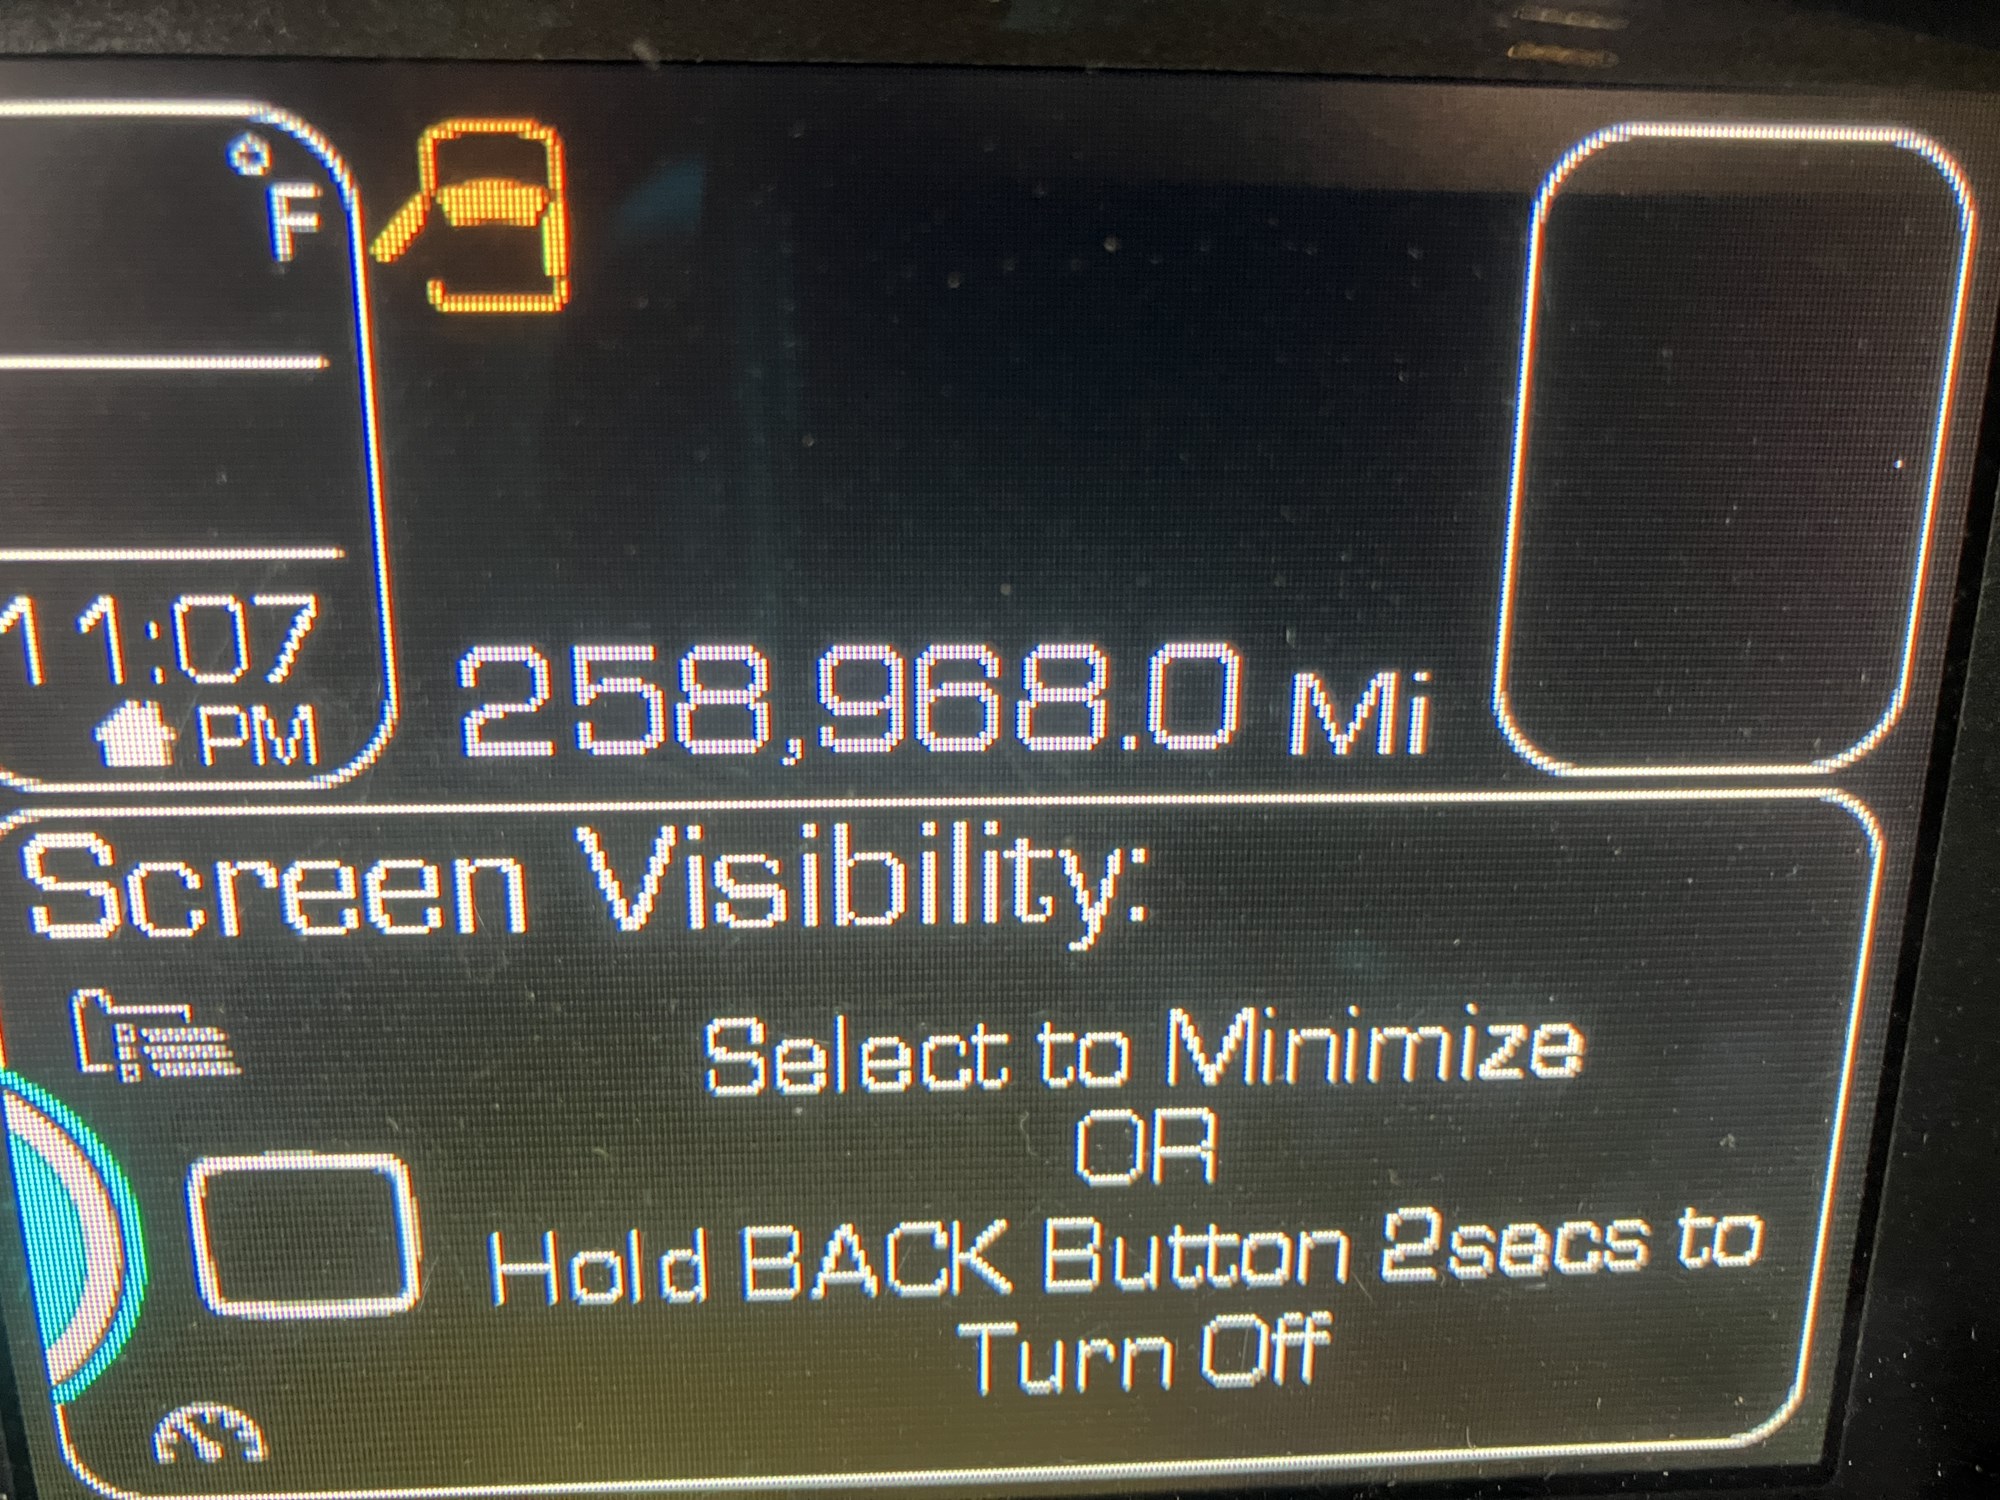 °F
11:07
PM
258,968.0 Mi
Screen Visibility:
Select to Minimize
OR
Hold BACK Button 2secs to
Turn Off